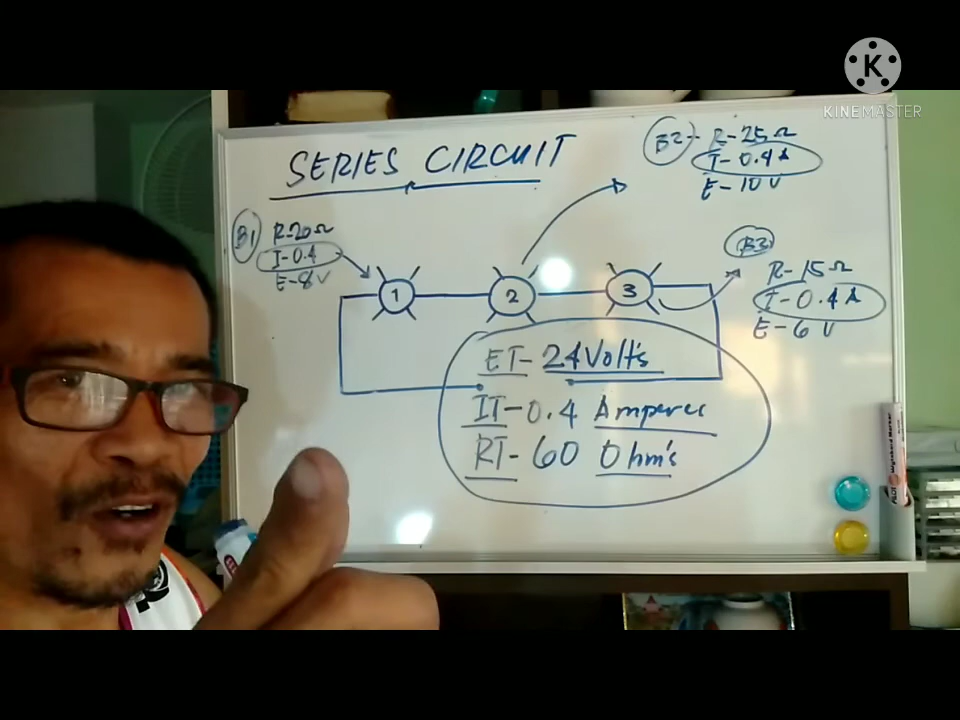 KINEMASTER
SERIES CIRCUIT
B2 - R-25Ω
I-0.4A
E-10V
B1 R-20Ω
I-0.4
E-8V
B3
R-15Ω
I-0.4A
E-6V
1 2 3
ET-24Volt's
IT-0.4 Amperes
RT-60 Ohm's